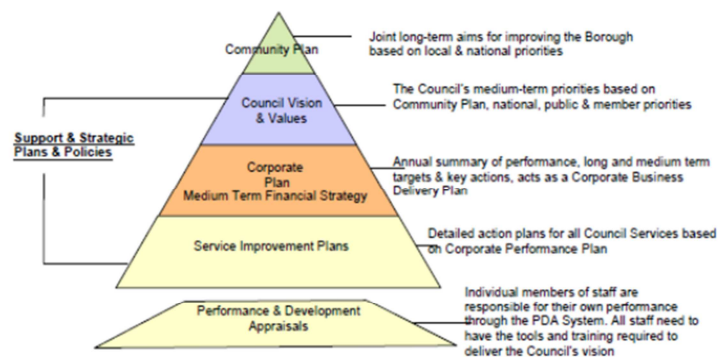 Community Plan
Joint long-term aims for improving the Borough
based on local & national priorities
Council Vision
& Values
The Council's medium-term priorities based on
Community Plan, national, public & member priorities
Support & Strategic
Plans & Policies
Corporate
Plan
Medium Term Financial Strategy
Annual summary of performance, long and medium term
targets & key actions, acts as a Corporate Business
Delivery Plan
Service Improvement Plans
Detailed action plans for all Council Services based
on Corporate Performance Plan
Performance & Development
Appraisals
Individual members of staff are
responsible for their own performance
through the PDA System. All staff need to
have the tools and training required to
deliver the Council's vision